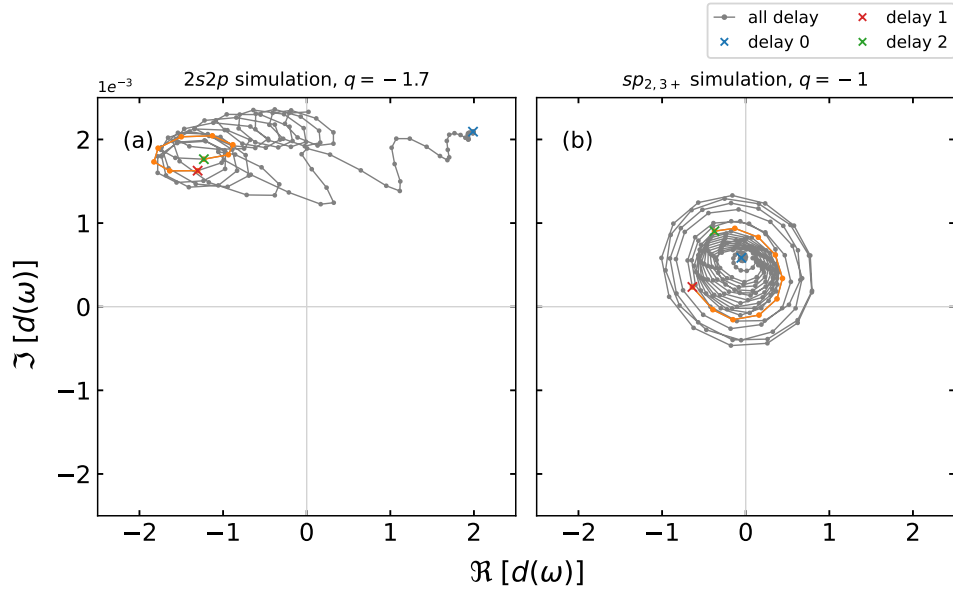 all delay
delay 0
delay 1
delay 2
1e−3
2s2p simulation, q = −1.7
sp2,3+ simulation, q = −1
(a)
(b)
2
1
0
−1
−2
ℑ [d(ω)]
−2 −1 0 1 2
−2 −1 0 1 2
ℜ [d(ω)]